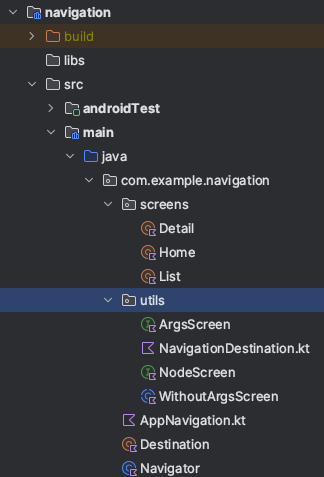 navigation
build
libs
src
androidTest
main
java
com.example.navigation
screens
Detail
Home
List
utils
ArgsScreen
NavigationDestination.kt
NodeScreen
WithoutArgsScreen
AppNavigation.kt
Destination
Navigator